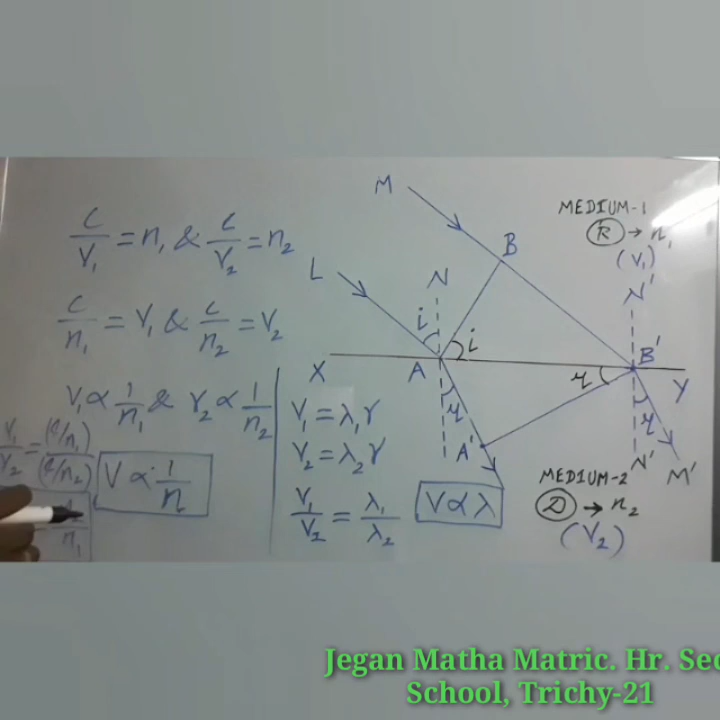 C/V₁ = n₁ & C/V₂ = n₂
C/n₁ = V₁ & C/n₂ = V₂
V₁ ∝ 1/n₁ & V₂ ∝ 1/n₂
V₁/V₂ = (C/n₁)/(C/n₂)
n₁
V ∝ 1/n
V₁ = λ₁γ
V₂ = λ₂γ
V₁/V₂ = λ₁/λ₂
V ∝ λ
M
L
N
B
i
i
X
A
r
A'
MEDIUM-1
R → n₁
(V₁)
N'
B'
r
Y
r
N'
M'
MEDIUM-2
D → n₂
(V₂)
Jegan Matha Matric. Hr. Sec
School, Trichy-21